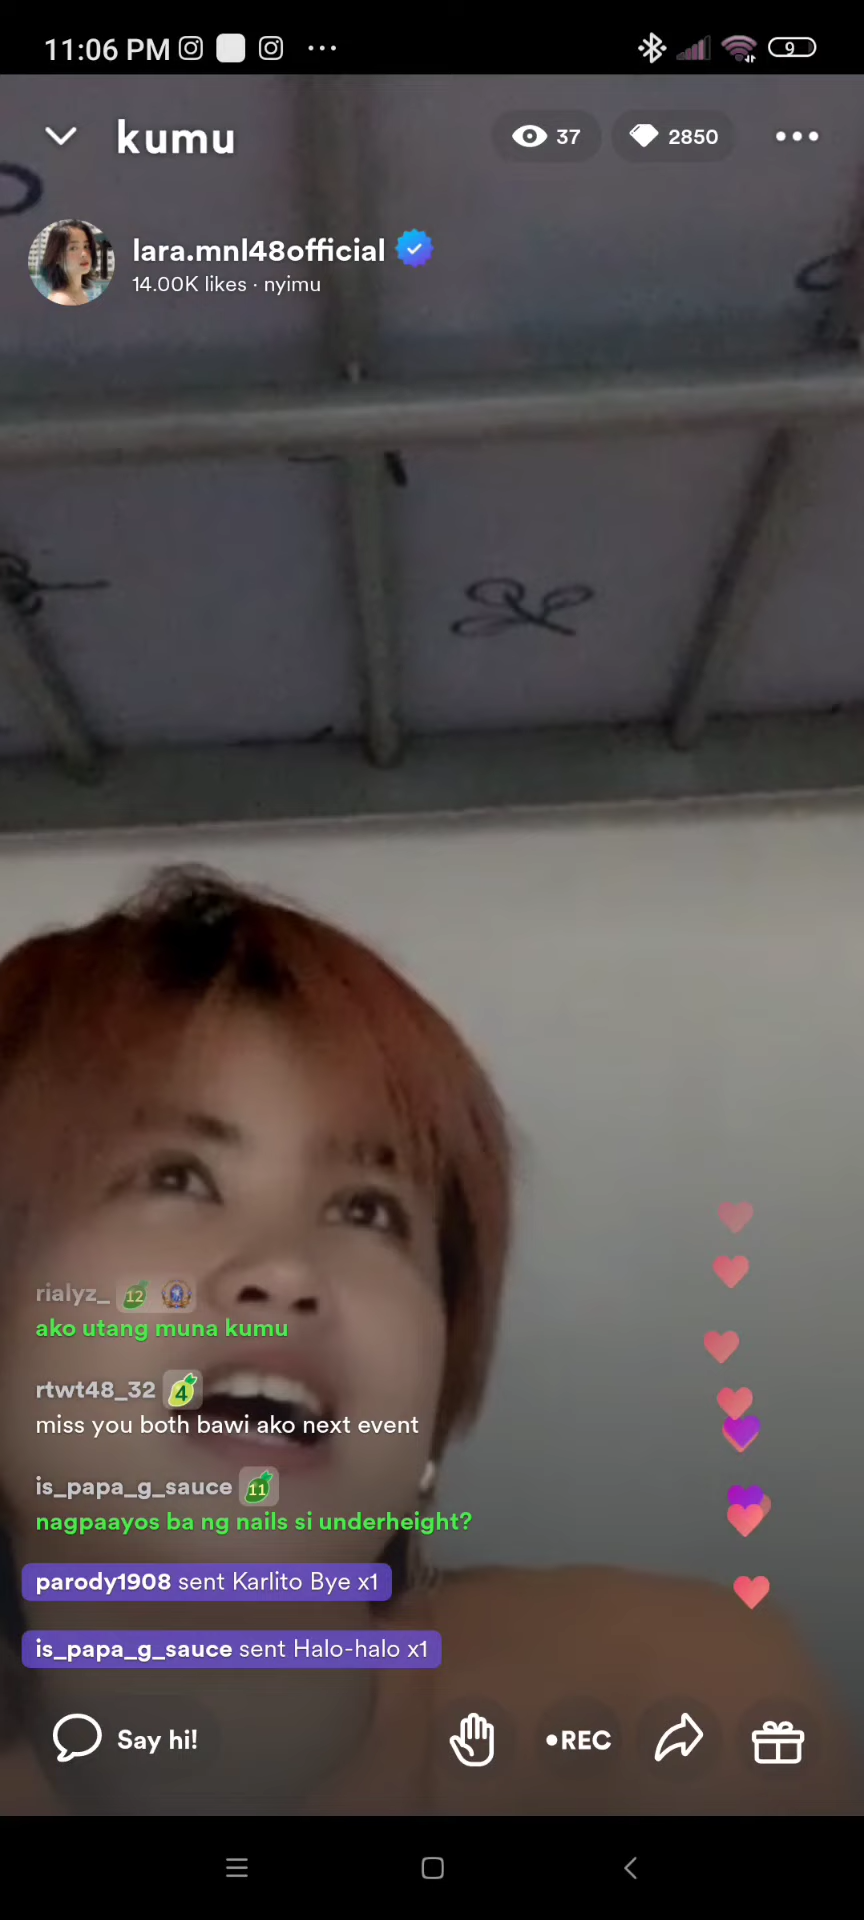 11:06 PM
9
kumu
37
2850
lara.mnl48official
14.00K likes · nyimu
rialyz_ 12
ako utang muna kumu
rtwt48_32 4
miss you both bawi ako next event
is_papa_g_sauce 11
nagpaayos ba ng nails si underheight?
parody1908 sent Karlito Bye x1
is_papa_g_sauce sent Halo-halo x1
Say hi!
•REC